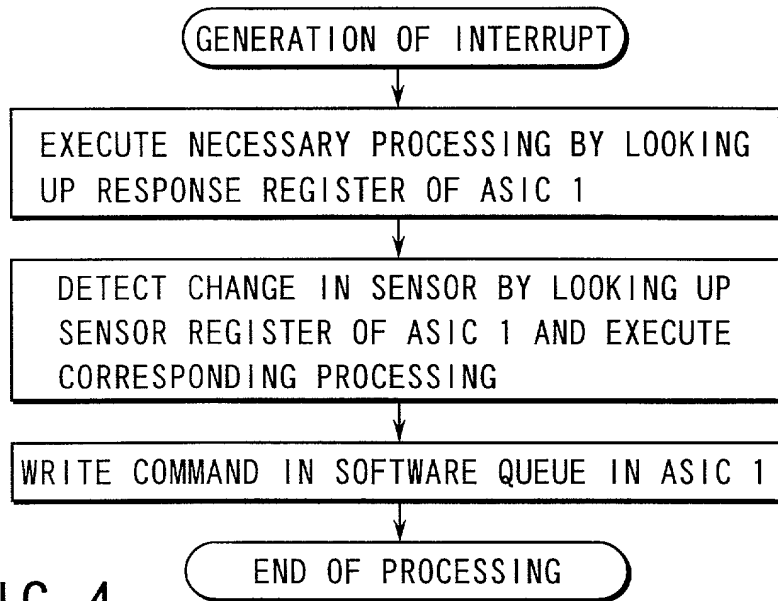 GENERATION OF INTERRUPT
EXECUTE NECESSARY PROCESSING BY LOOKING
UP RESPONSE REGISTER OF ASIC 1
DETECT CHANGE IN SENSOR BY LOOKING UP
SENSOR REGISTER OF ASIC 1 AND EXECUTE
CORRESPONDING PROCESSING
WRITE COMMAND IN SOFTWARE QUEUE IN ASIC 1
END OF PROCESSING